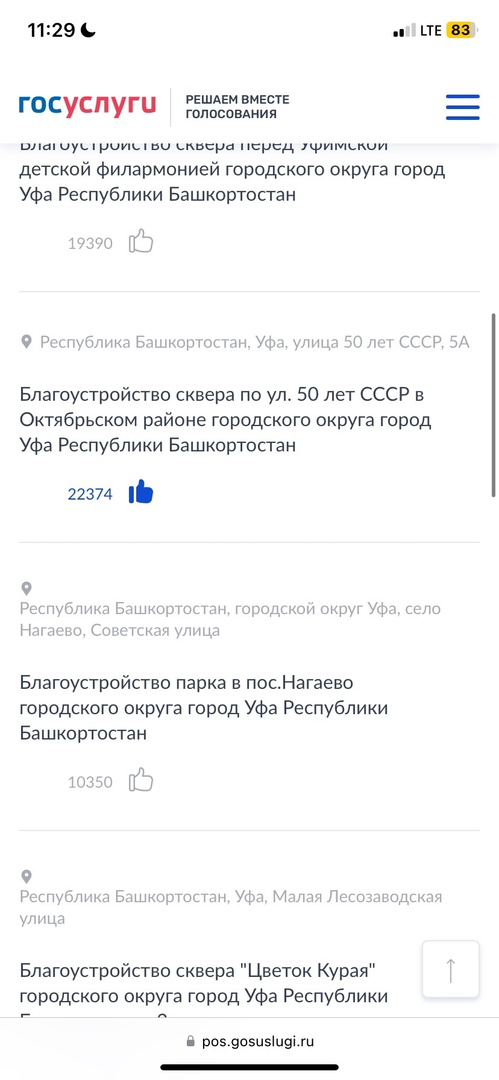 11:29
LTE 83
госуслуги
РЕШАЕМ ВМЕСТЕ
ГОЛОСОВАНИЯ
Благоустройство сквера перед Уфимской
детской филармонией городского округа город
Уфа Республики Башкортостан
19390
Республика Башкортостан, Уфа, улица 50 лет СССР, 5А
Благоустройство сквера по ул. 50 лет СССР в
Октябрьском районе городского округа город
Уфа Республики Башкортостан
22374
Республика Башкортостан, городской округ Уфа, село
Нагаево, Советская улица
Благоустройство парка в пос.Нагаево
городского округа город Уфа Республики
Башкортостан
10350
Республика Башкортостан, Уфа, Малая Лесозаводская
улица
Благоустройство сквера "Цветок Курая"
городского округа город Уфа Республики
pos.gosuslugi.ru